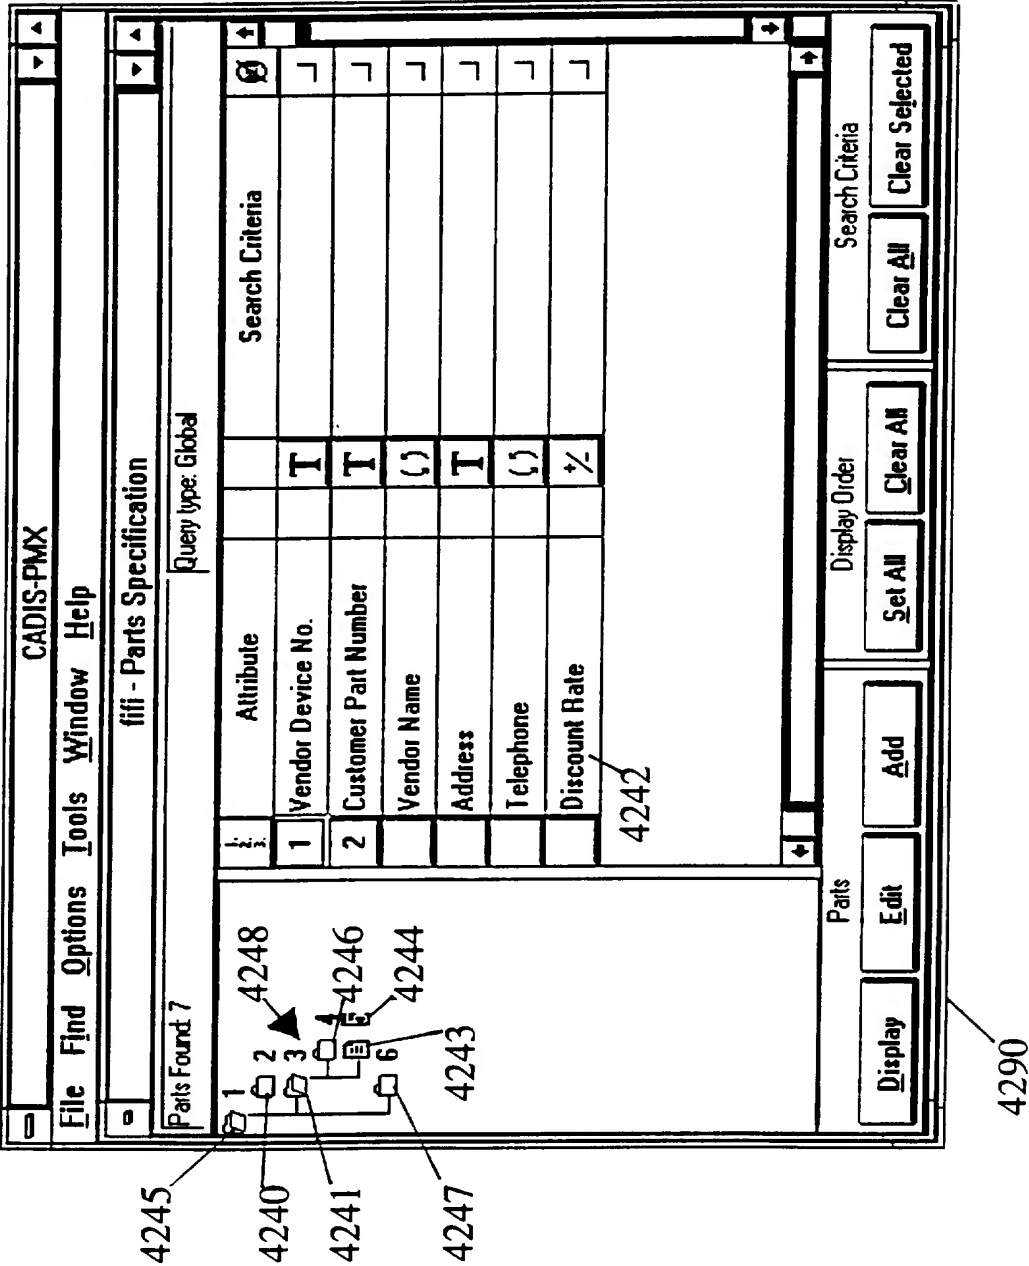 CADIS-PMX
File Find Options Tools Window Help
fifi - Parts Specification
Parts Found: 7
Query type: Global
Attribute
Search Criteria
1 Vendor Device No. T
2 Customer Part Number T
Vendor Name ( )
Address T
Telephone ( )
Discount Rate +/-
4242
1
2
3
4
6
4248
4246
4244
4243
4245
4240
4241
4247
Parts
Display Order
Search Criteria
Display
Edit
Add
Set All
Clear All
Clear All
Clear Selected
4290